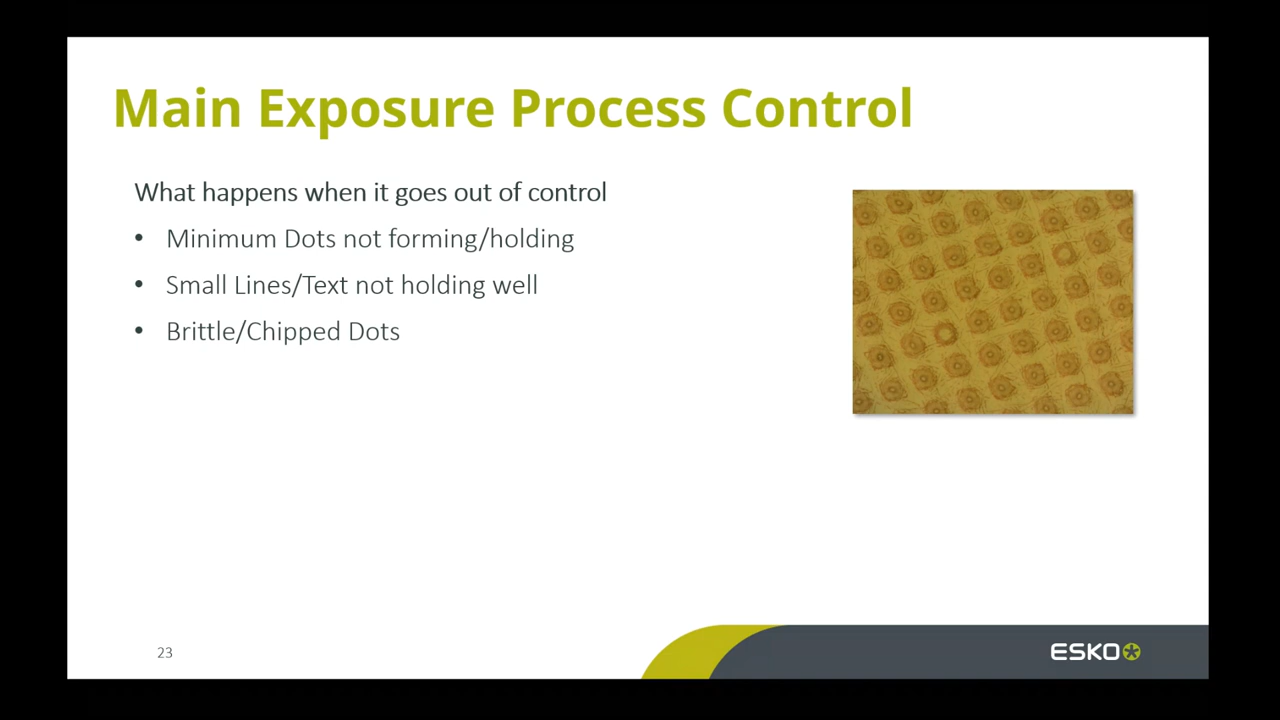 Main Exposure Process Control
What happens when it goes out of control
• Minimum Dots not forming/holding
• Small Lines/Text not holding well
• Brittle/Chipped Dots
23
ESKO